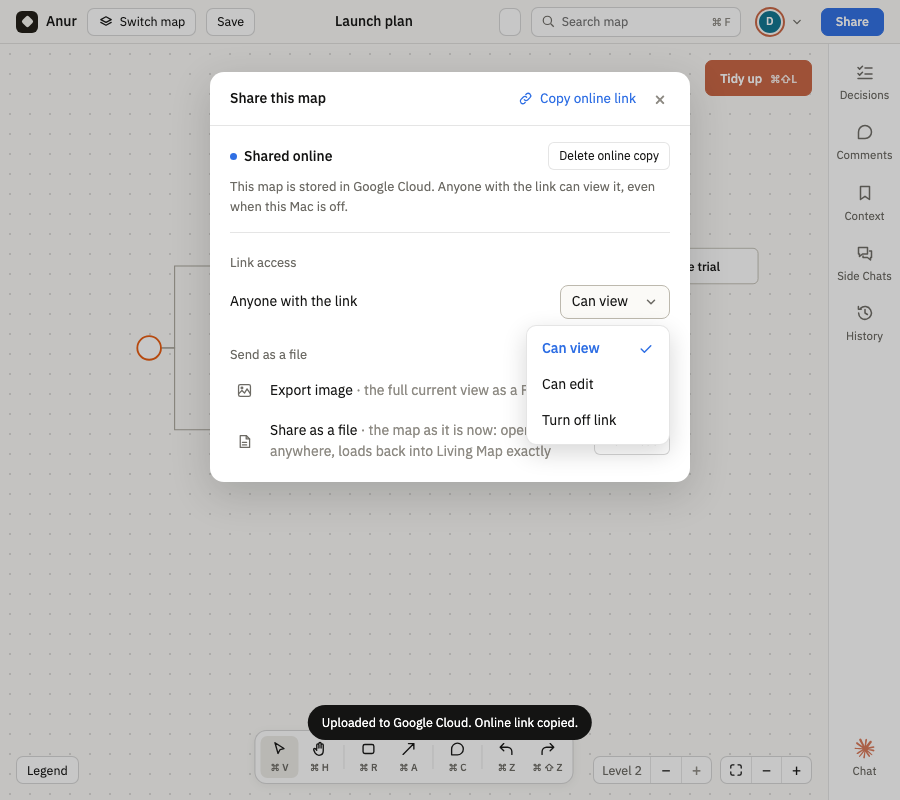 Anur
Switch map
Save
Launch plan
Search map
⌘ F
D
Share
Tidy up ⌘⇧L
Decisions
Comments
Context
Side Chats
History
Share this map
Copy online link
Shared online
Delete online copy
This map is stored in Google Cloud. Anyone with the link can view it, even
when this Mac is off.
Link access
Anyone with the link
Can view
Can view
Can edit
Turn off link
Send as a file
Export image · the full current view as a
Share as a file · the map as it is now:
anywhere, loads back into Living Map exactly
trial
Uploaded to Google Cloud. Online link copied.
⌘ V
⌘ H
⌘ R
⌘ A
⌘ C
⌘ Z
⌘ ⇧ Z
Legend
Level 2
Chat